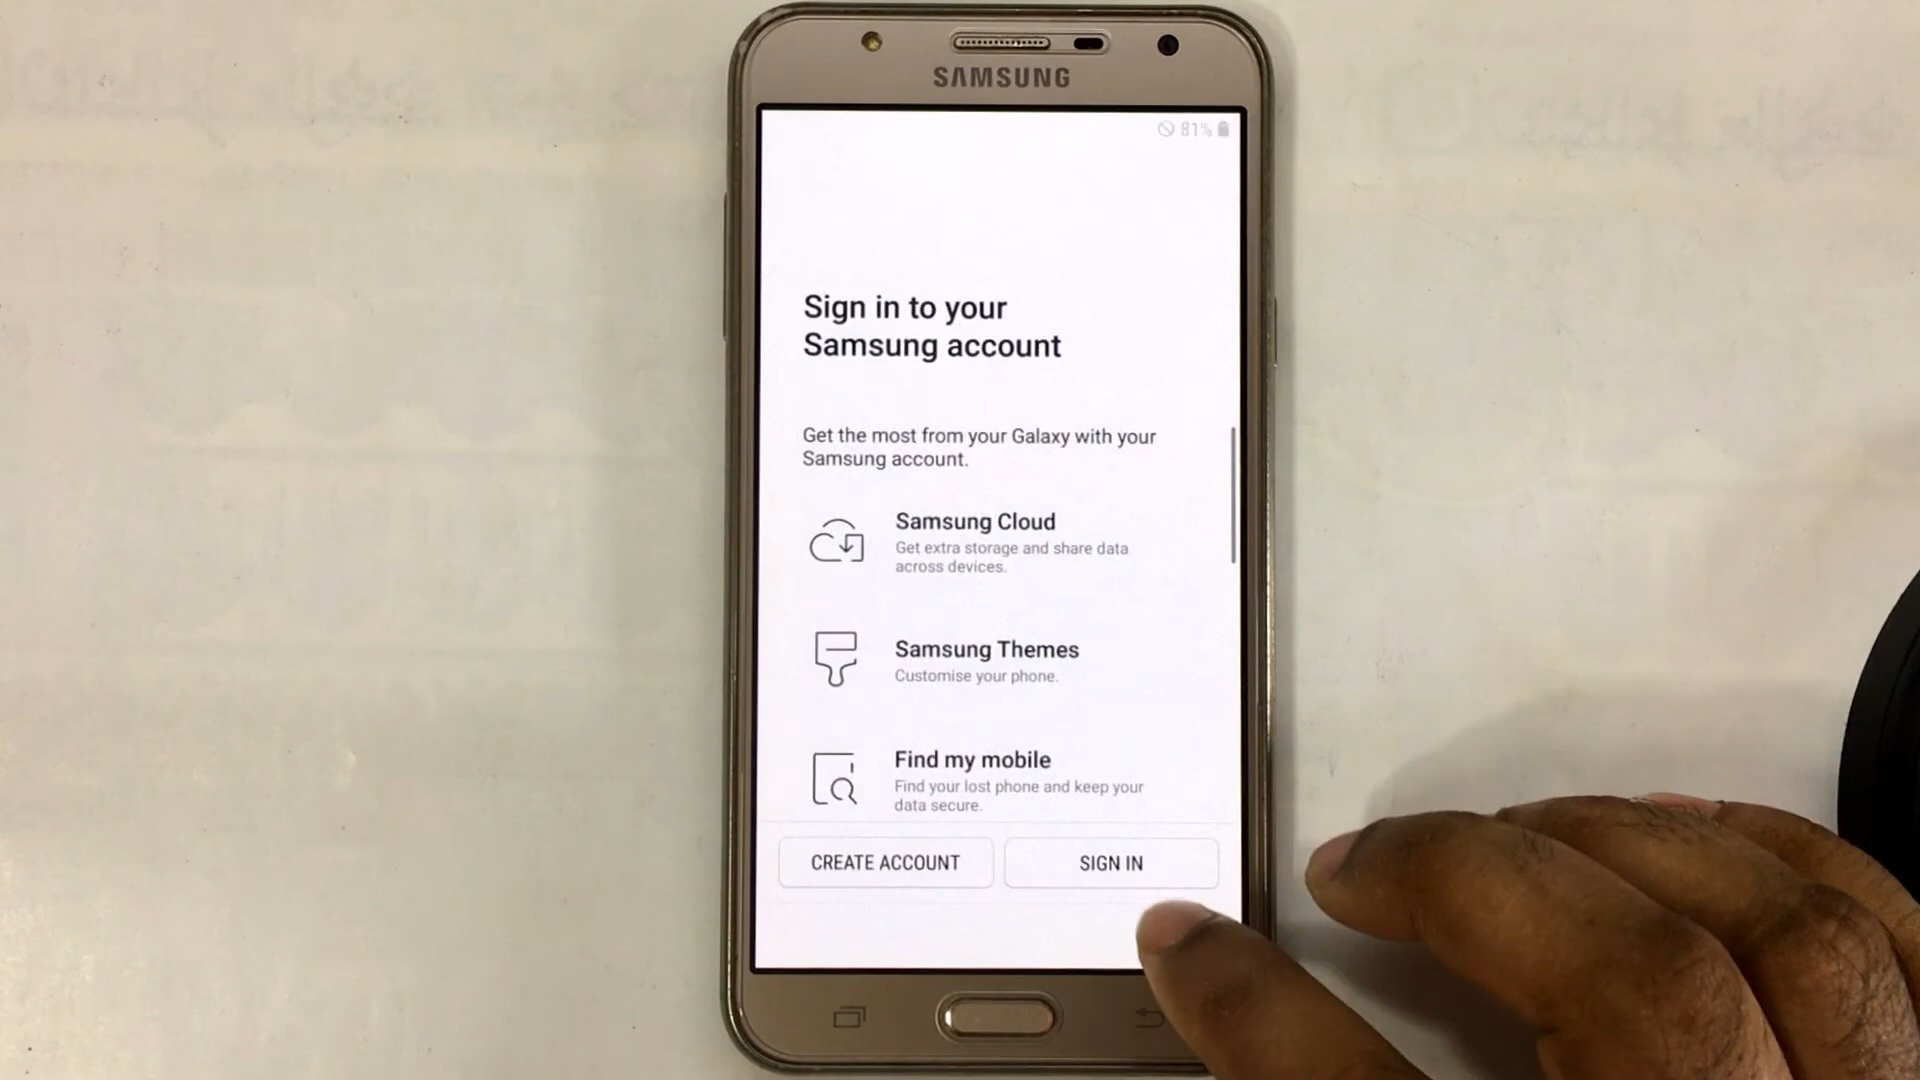 SAMSUNG
81%
Sign in to your
Samsung account
Get the most from your Galaxy with your
Samsung account.
Samsung Cloud
Get extra storage and share data
across devices.
Samsung Themes
Customise your phone.
Find my mobile
Find your lost phone and keep your
data secure.
CREATE ACCOUNT
SIGN IN